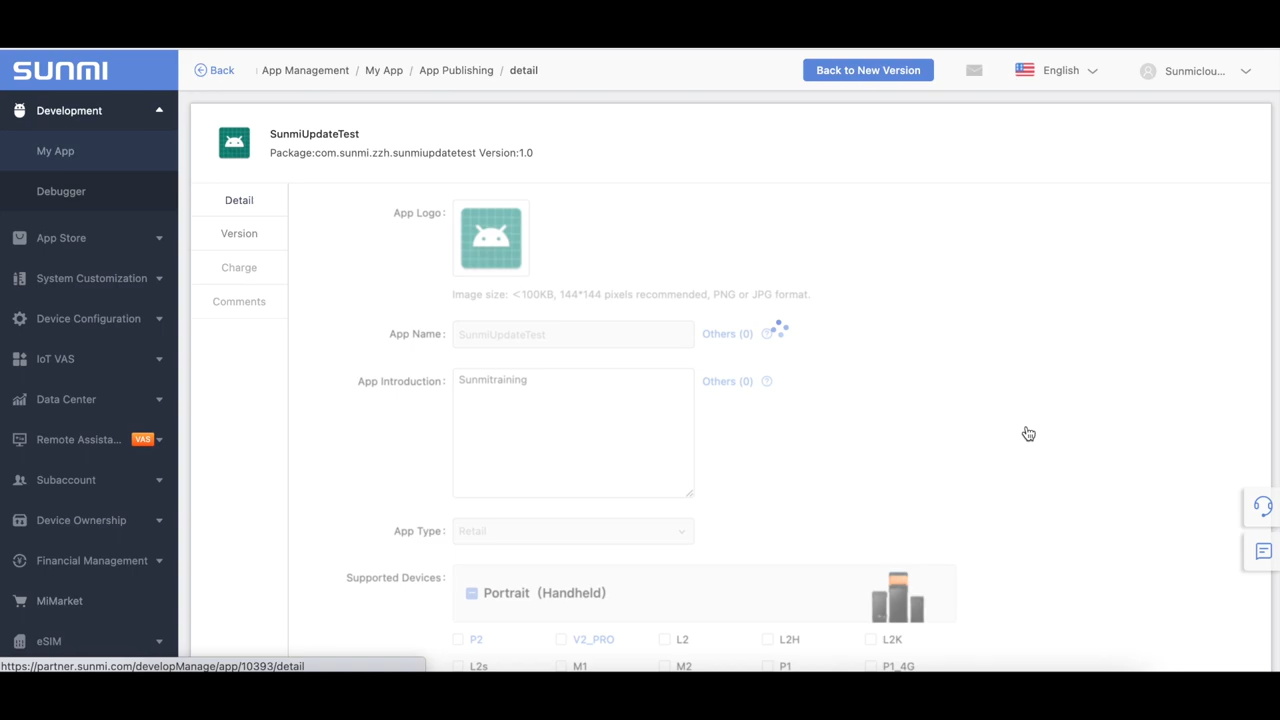 SUNMI
Back
App Management / My App / App Publishing / detail
Back to New Version
English
Sunmiclou...
Development
My App
Debugger
App Store
System Customization
Device Configuration
IoT VAS
Data Center
Remote Assista... VAS
Subaccount
Device Ownership
Financial Management
MiMarket
eSIM
https://partner.sunmi.com/developManage/app/10393/detail
SunmiUpdateTest
Package:com.sunmi.zzh.sunmiupdatetest Version:1.0
Detail
Version
Charge
Comments
App Logo:
Image size: <100KB, 144*144 pixels recommended, PNG or JPG format.
App Name: SunmiUpdateTest Others (0) ?
App Introduction: Sunmitraining Others (0) ?
App Type: Retail
Supported Devices: Portrait (Handheld)
P2 V2_PRO L2 L2H L2K
L2s M1 M2 P1 P1_4G